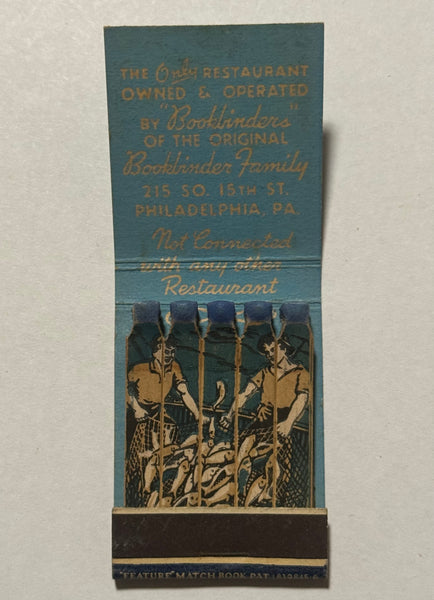 THE Only RESTAURANT
OWNED & OPERATED
BY "Bookbinders"
OF THE ORIGINAL
Bookbinder Family
215 SO. 15TH ST.
PHILADELPHIA, PA.
Not Connected
with any other
Restaurant
"FEATURE" MATCH BOOK PAT.